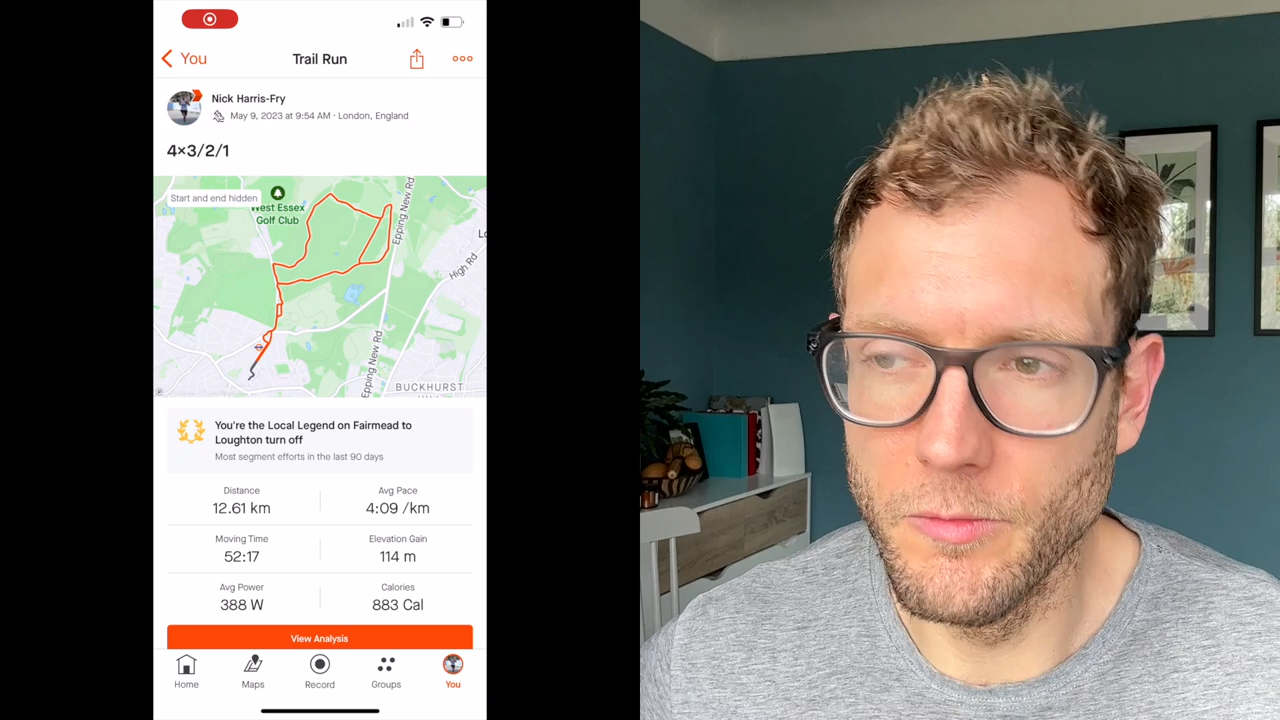 You
Trail Run
Nick Harris-Fry
May 9, 2023 at 9:54 AM · London, England
4×3/2/1
Start and end hidden
West Essex
Golf Club
Epping New Rd
High Rd
Epping New Rd
BUCKHURST
You're the Local Legend on Fairmead to
Loughton turn off
Most segment efforts in the last 90 days
Distance
Avg Pace
12.61 km
4:09 /km
Moving Time
Elevation Gain
52:17
114 m
Avg Power
Calories
388 W
883 Cal
View Analysis
Home
Maps
Record
Groups
You